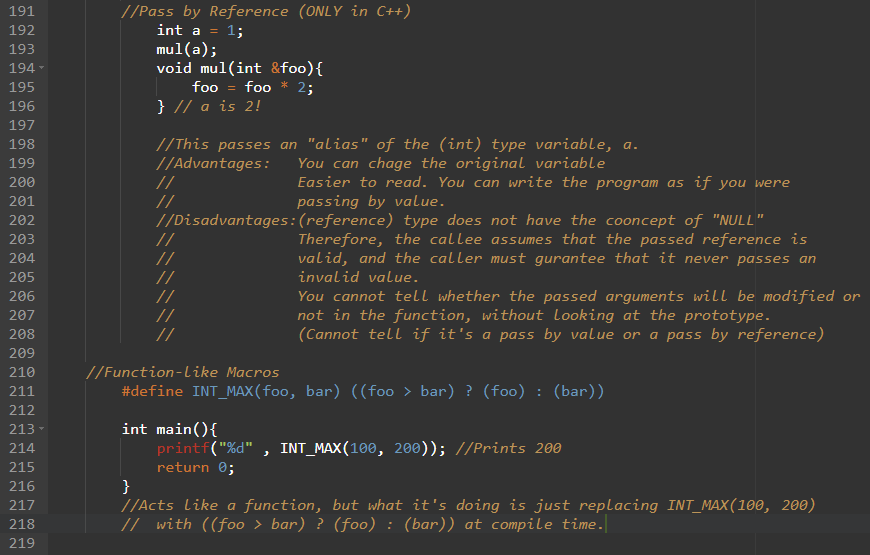 191 //Pass by Reference (ONLY in C++)
192 int a = 1;
193 mul(a);
194 void mul(int &foo){
195 foo = foo * 2;
196 } // a is 2!
197
198 //This passes an "alias" of the (int) type variable, a.
199 //Advantages: You can chage the original variable
200 // Easier to read. You can write the program as if you were
201 // passing by value.
202 //Disadvantages:(reference) type does not have the cooncept of "NULL"
203 // Therefore, the callee assumes that the passed reference is
204 // valid, and the caller must gurantee that it never passes an
205 // invalid value.
206 // You cannot tell whether the passed arguments will be modified or
207 // not in the function, without looking at the prototype.
208 // (Cannot tell if it's a pass by value or a pass by reference)
209
210 //Function-like Macros
211 #define INT_MAX(foo, bar) ((foo > bar) ? (foo) : (bar))
212
213 int main(){
214 printf("%d" , INT_MAX(100, 200)); //Prints 200
215 return 0;
216 }
217 //Acts like a function, but what it's doing is just replacing INT_MAX(100, 200)
218 // with ((foo > bar) ? (foo) : (bar)) at compile time.
219